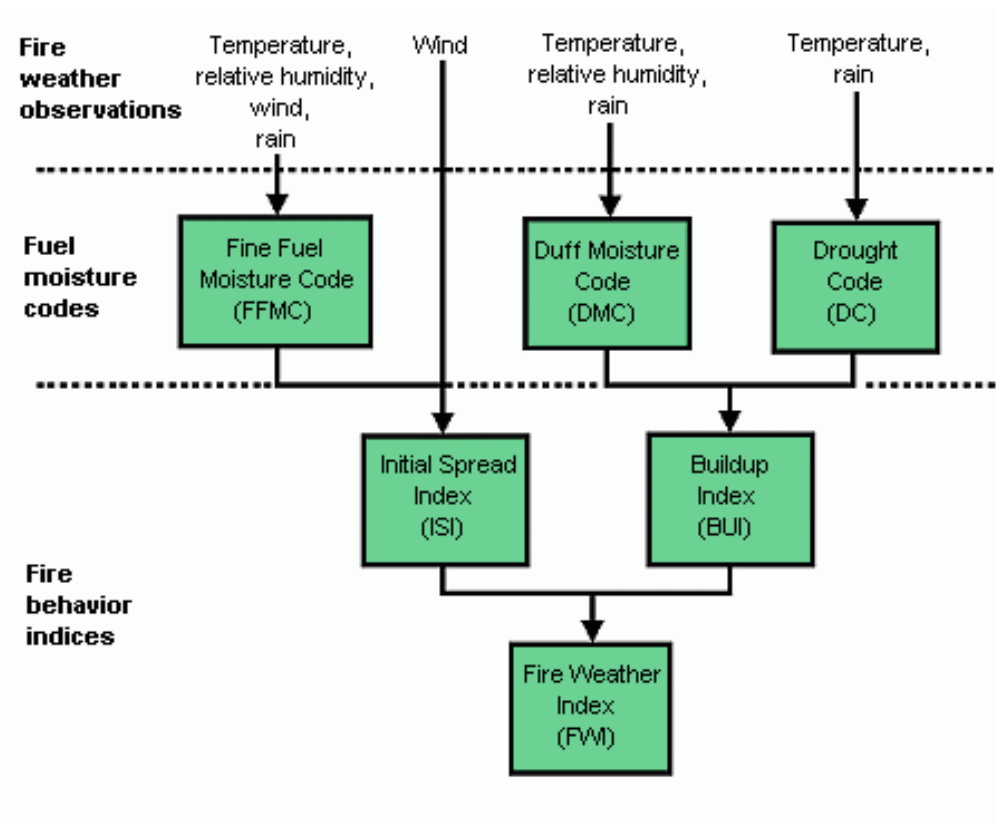 Fire
weather
observations
Temperature,
relative humidity,
wind,
rain
Wind
Temperature,
relative humidity,
rain
Temperature,
rain
Fuel
moisture
codes
Fine Fuel
Moisture Code
(FFMC)
Duff Moisture
Code
(DMC)
Drought
Code
(DC)
Fire
behavior
indices
Initial Spread
Index
(ISI)
Buildup
Index
(BUI)
Fire Weather
Index
(FWI)